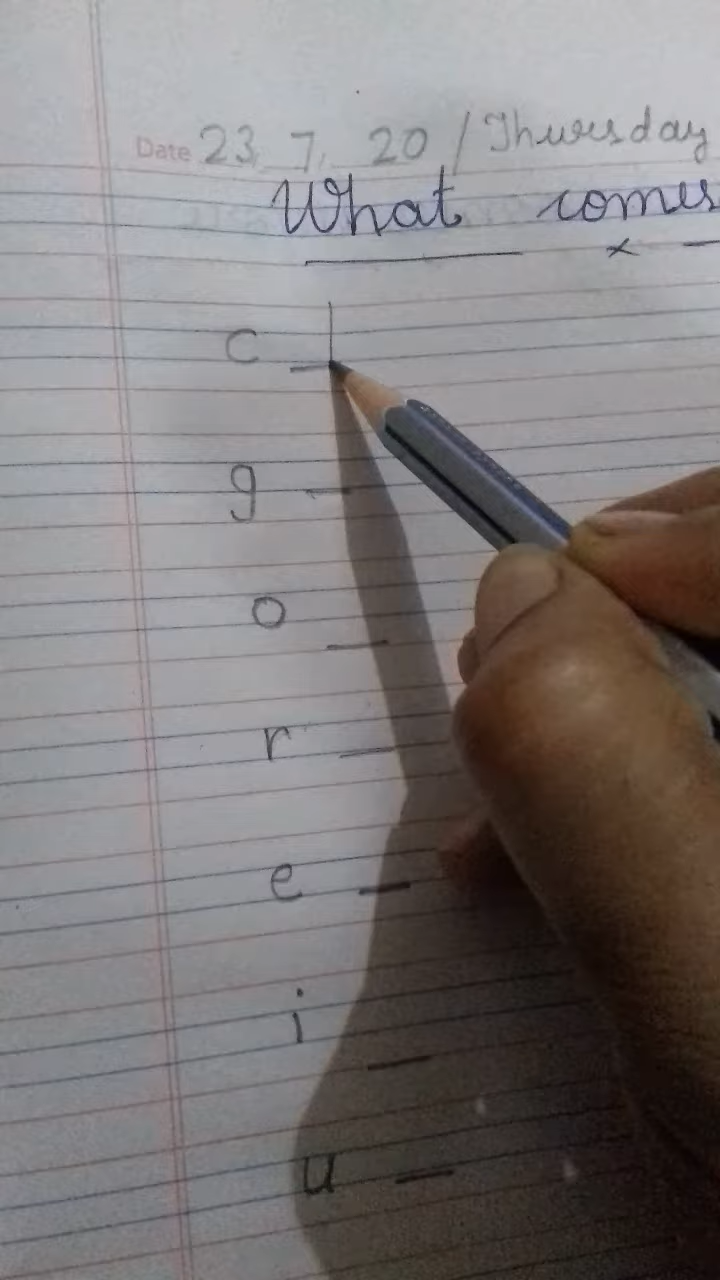 Date 23, 7, 20 / Thursday
What comes
c _
g _
o _
r _
e _
i _
u _